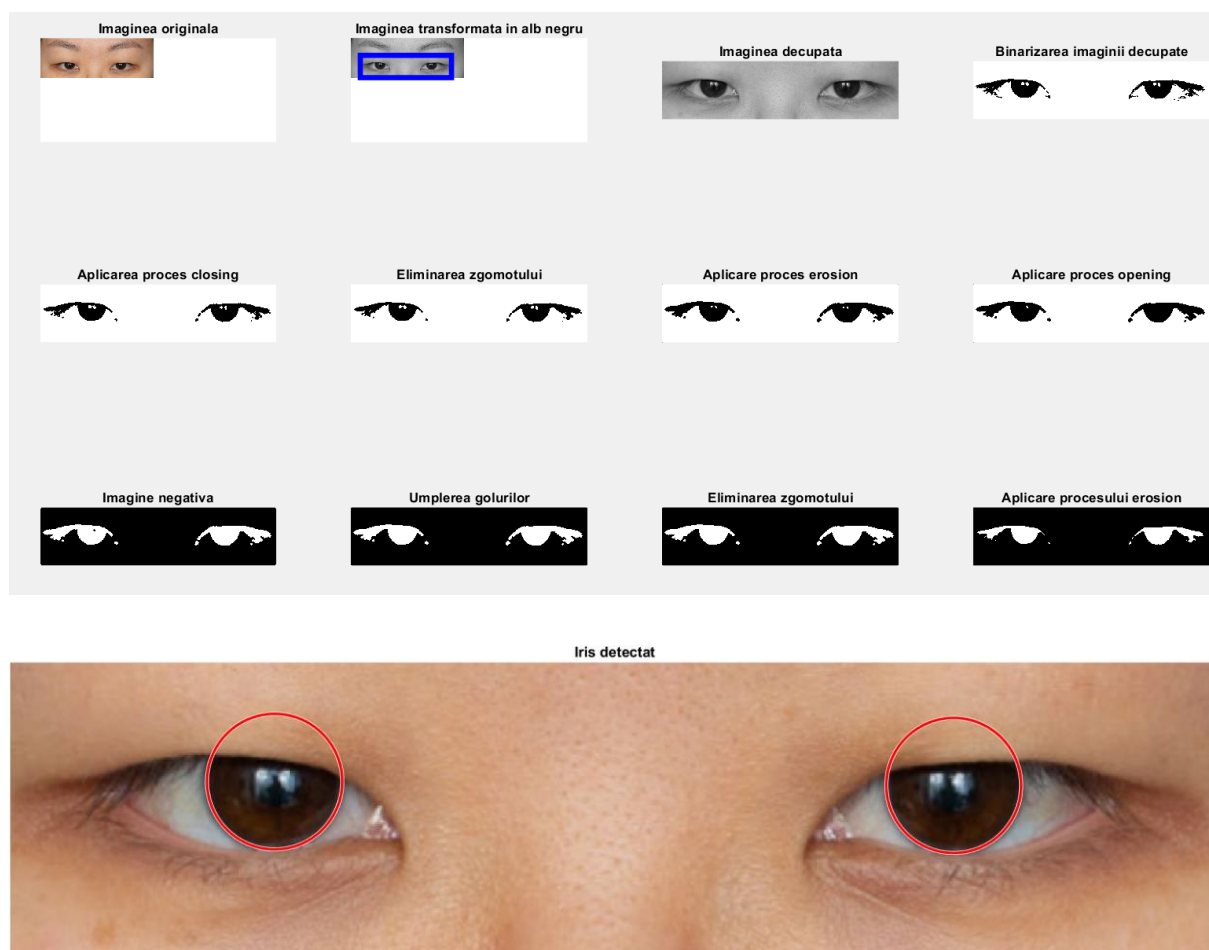 Imaginea originala
Imaginea transformata in alb negru
Imaginea decupata
Binarizarea imaginii decupate
Aplicarea proces closing
Eliminarea zgomotului
Aplicare proces erosion
Aplicare proces opening
Imagine negativa
Umplerea golurilor
Eliminarea zgomotului
Aplicare procesului erosion
Iris detectat